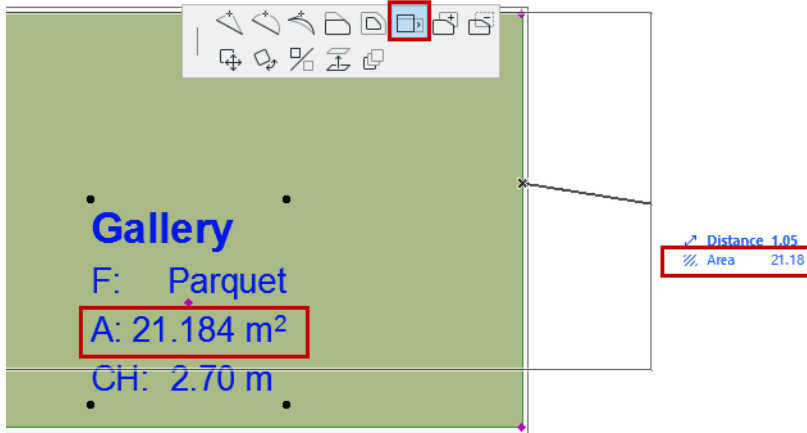 Gallery
F: Parquet
A: 21.184 m²
CH: 2.70 m
Distance 1.05
Area 21.18